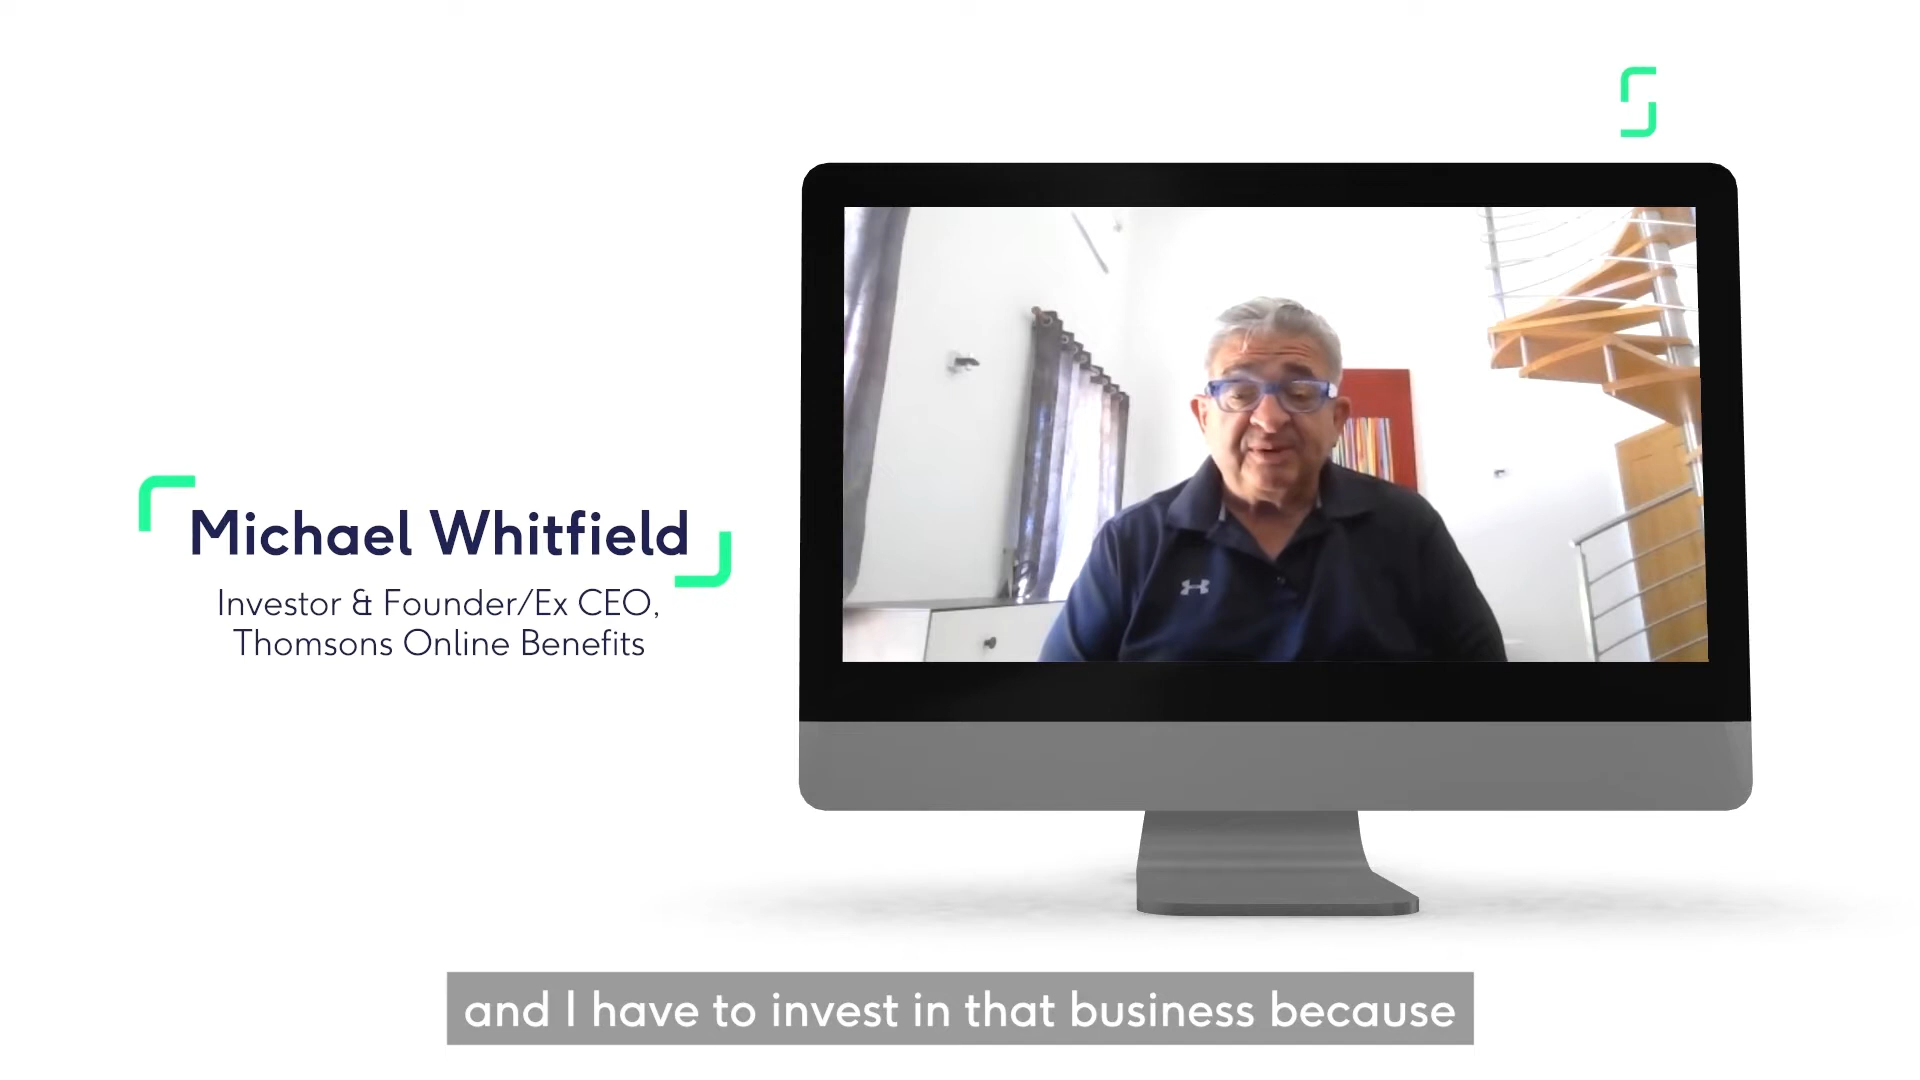 Michael Whitfield
Investor & Founder/Ex CEO,
Thomsons Online Benefits
and I have to invest in that business because